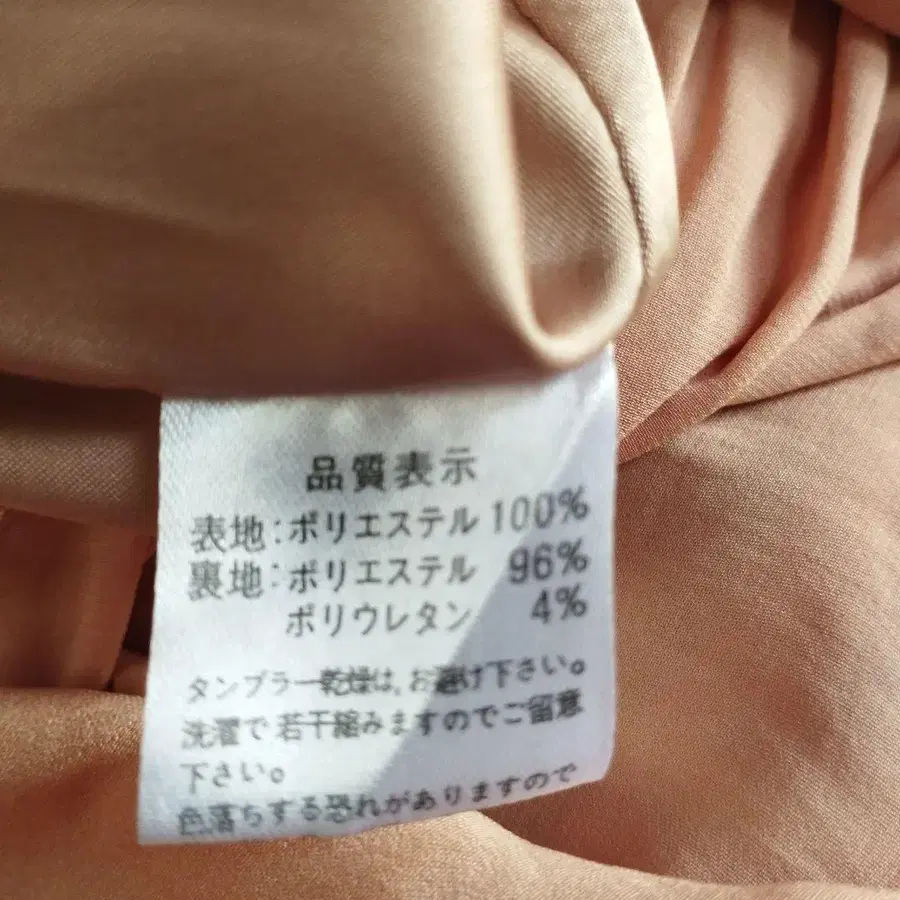 品質表示
表地:ポリエステル 100%
裏地:ポリエステル 96%
ポリウレタン 4%
タンブラー乾燥は、お避け下さい。
洗濯で若干縮みますのでご留意
下さい。
色落ちする恐れがありますので